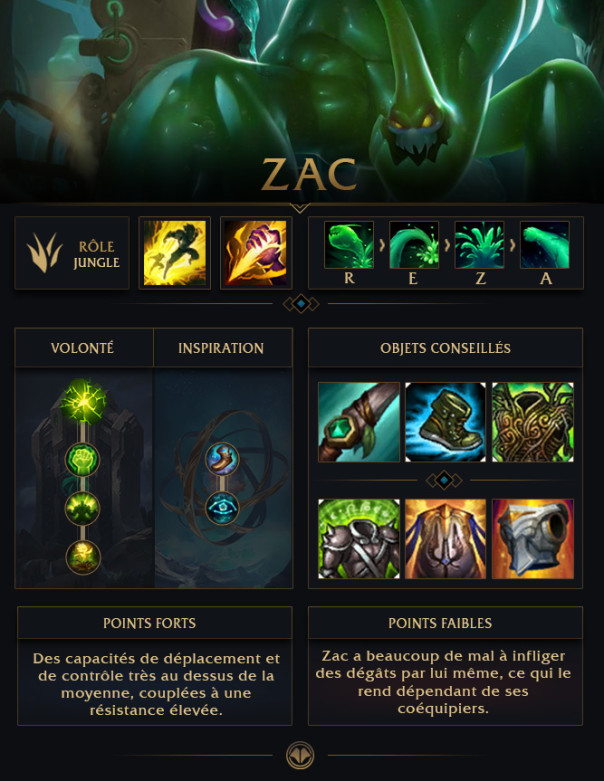 ZAC
RÔLE
JUNGLE
R E Z A
VOLONTÉ
INSPIRATION
OBJETS CONSEILLÉS
POINTS FORTS
Des capacités de déplacement et
de contrôle très au dessus de la
moyenne, couplées à une
résistance élevée.
POINTS FAIBLES
Zac a beaucoup de mal à infliger
des dégâts par lui même, ce qui le
rend dépendant de ses
coéquipiers.